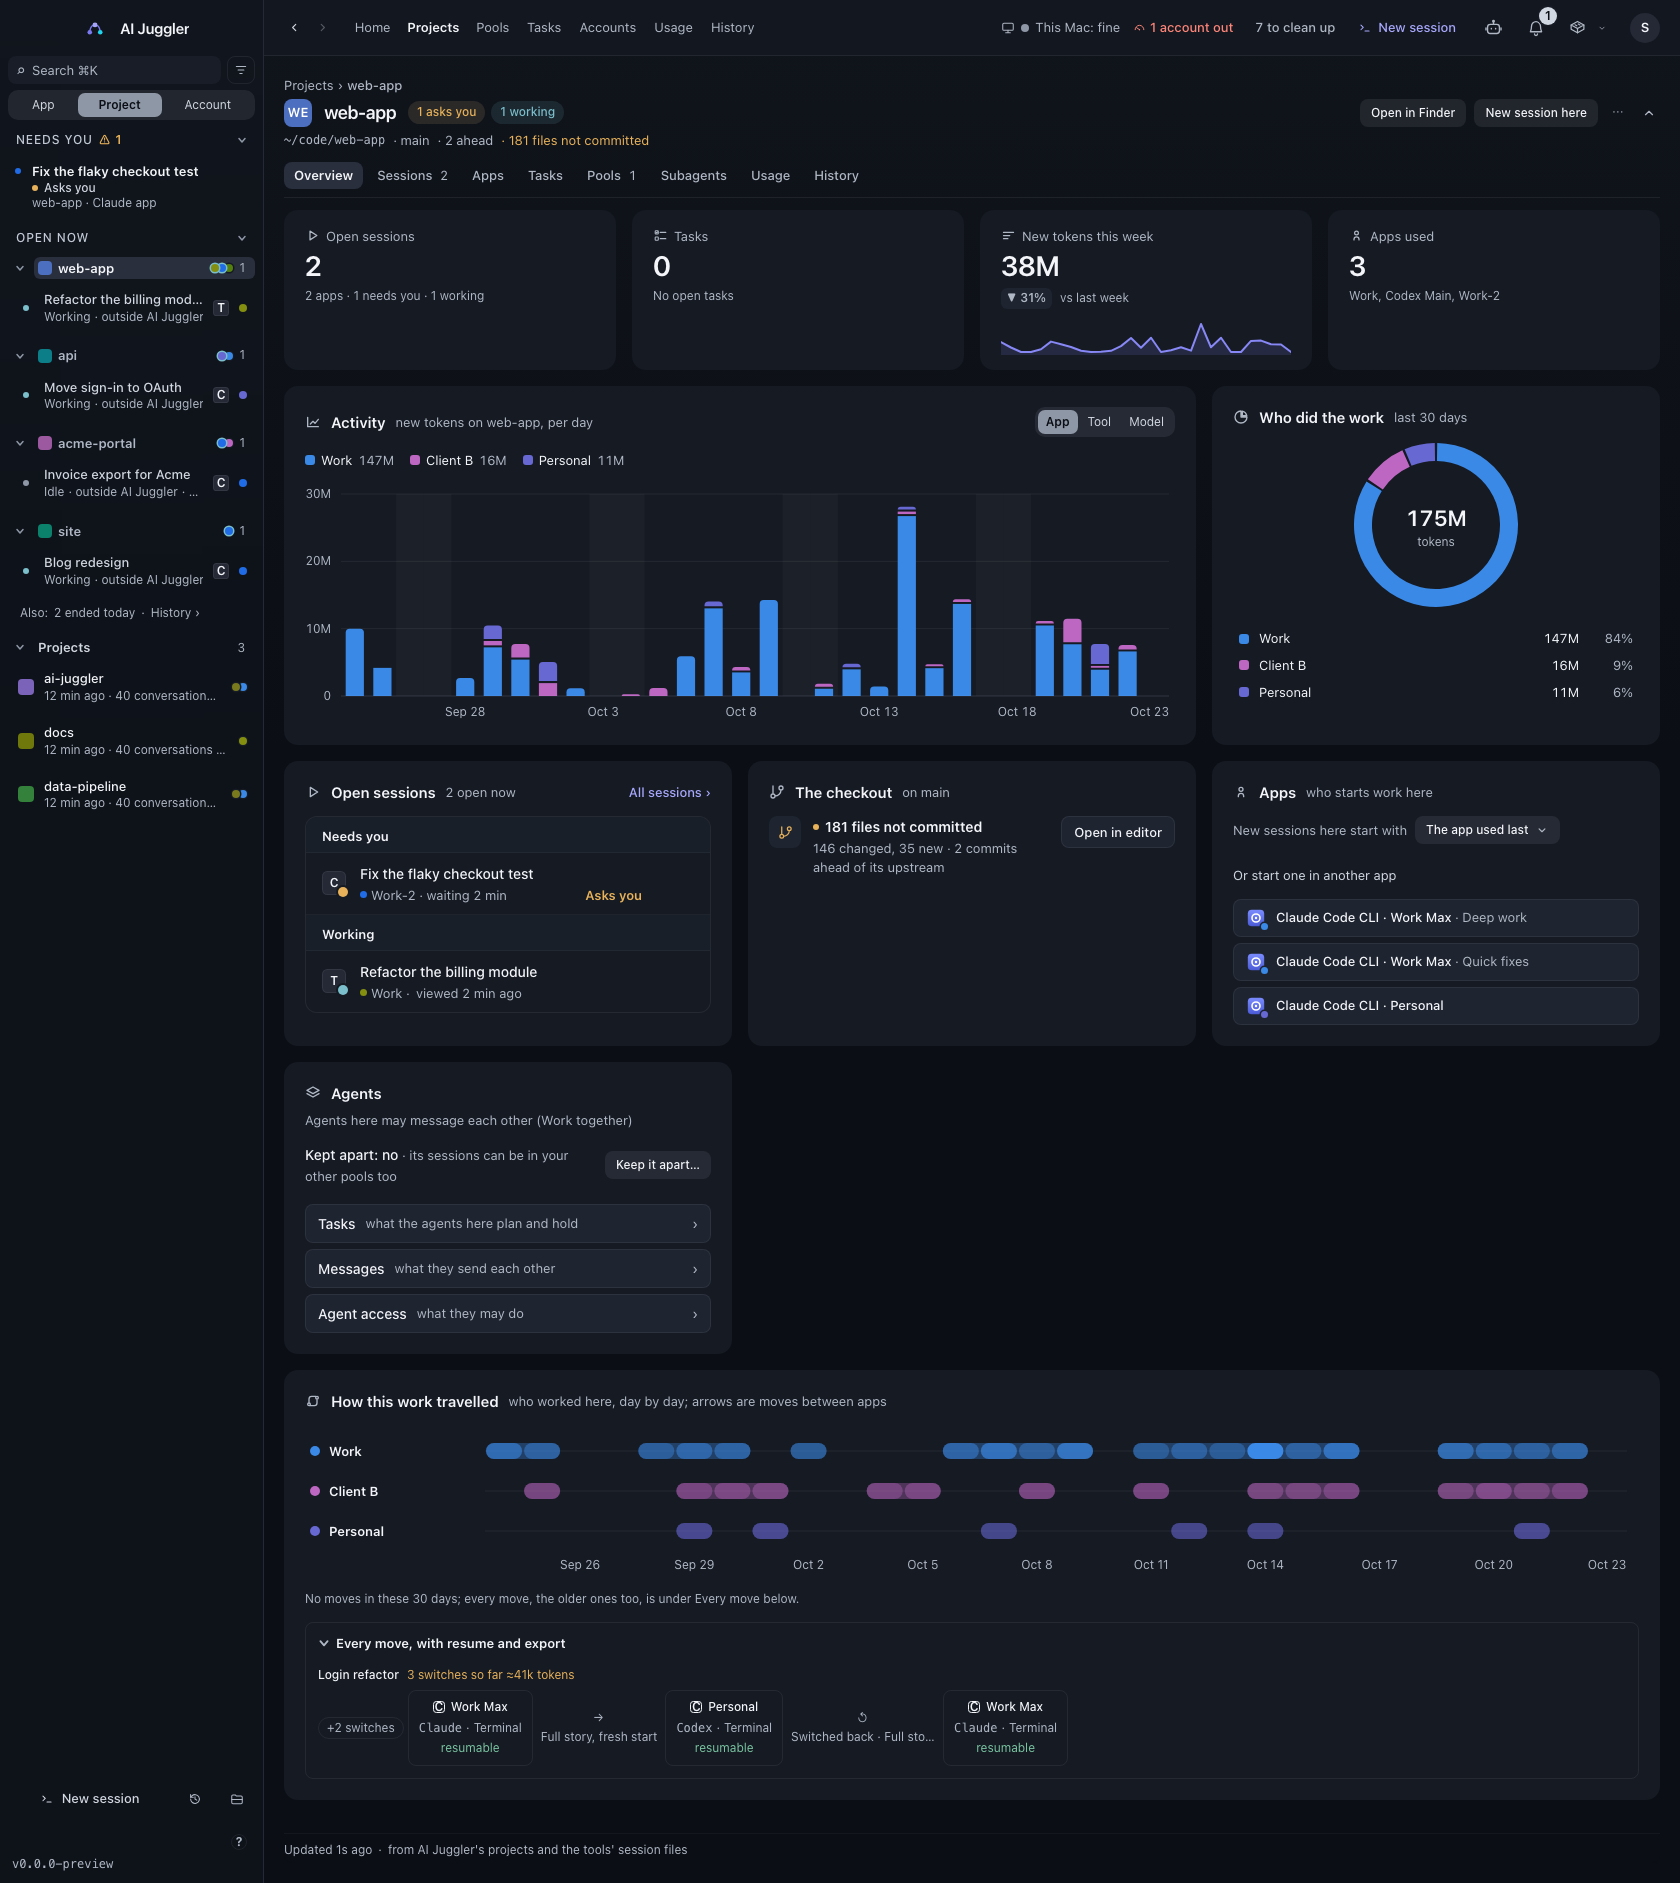 AI Juggler
Search ⌘K
App Project Account
NEEDS YOU 1
Fix the flaky checkout test
Asks you
web-app · Claude app
OPEN NOW
web-app 1
Refactor the billing mod... T
Working · outside AI Juggler
api 1
Move sign-in to OAuth C
Working · outside AI Juggler
acme-portal 1
Invoice export for Acme C
Idle · outside AI Juggler · ...
site 1
Blog redesign C
Working · outside AI Juggler
Also: 2 ended today · History ›
Projects 3
ai-juggler
12 min ago · 40 conversation...
docs
12 min ago · 40 conversations ...
data-pipeline
12 min ago · 40 conversation...
New session
?
v0.0.0-preview
‹ › Home Projects Pools Tasks Accounts Usage History
This Mac: fine 1 account out 7 to clean up New session 1 S
Projects › web-app
WE web-app 1 asks you 1 working
Open in Finder New session here ...
~/code/web-app · main · 2 ahead · 181 files not committed
Overview Sessions 2 Apps Tasks Pools 1 Subagents Usage History
Open sessions
2
2 apps · 1 needs you · 1 working
Tasks
0
No open tasks
New tokens this week
38M
▼ 31% vs last week
Apps used
3
Work, Codex Main, Work-2
Activity new tokens on web-app, per day
App Tool Model
Work 147M Client B 16M Personal 11M
30M
20M
10M
0
Sep 28 Oct 3 Oct 8 Oct 13 Oct 18 Oct 23
Who did the work last 30 days
175M
tokens
Work 147M 84%
Client B 16M 9%
Personal 11M 6%
Open sessions 2 open now All sessions ›
Needs you
C Fix the flaky checkout test
Work-2 · waiting 2 min Asks you
Working
T Refactor the billing module
Work · viewed 2 min ago
The checkout on main
181 files not committed
146 changed, 35 new · 2 commits
ahead of its upstream
Open in editor
Apps who starts work here
New sessions here start with The app used last
Or start one in another app
Claude Code CLI · Work Max · Deep work
Claude Code CLI · Work Max · Quick fixes
Claude Code CLI · Personal
Agents
Agents here may message each other (Work together)
Kept apart: no · its sessions can be in your
other pools too
Keep it apart...
Tasks what the agents here plan and hold ›
Messages what they send each other ›
Agent access what they may do ›
How this work travelled who worked here, day by day; arrows are moves between apps
Work
Client B
Personal
Sep 26 Sep 29 Oct 2 Oct 5 Oct 8 Oct 11 Oct 14 Oct 17 Oct 20 Oct 23
No moves in these 30 days; every move, the older ones too, is under Every move below.
Every move, with resume and export
Login refactor 3 switches so far ≈41k tokens
+2 switches
C Work Max
Claude · Terminal
resumable
→
Full story, fresh start
C Personal
Codex · Terminal
resumable
Switched back · Full sto...
C Work Max
Claude · Terminal
resumable
Updated 1s ago · from AI Juggler's projects and the tools' session files